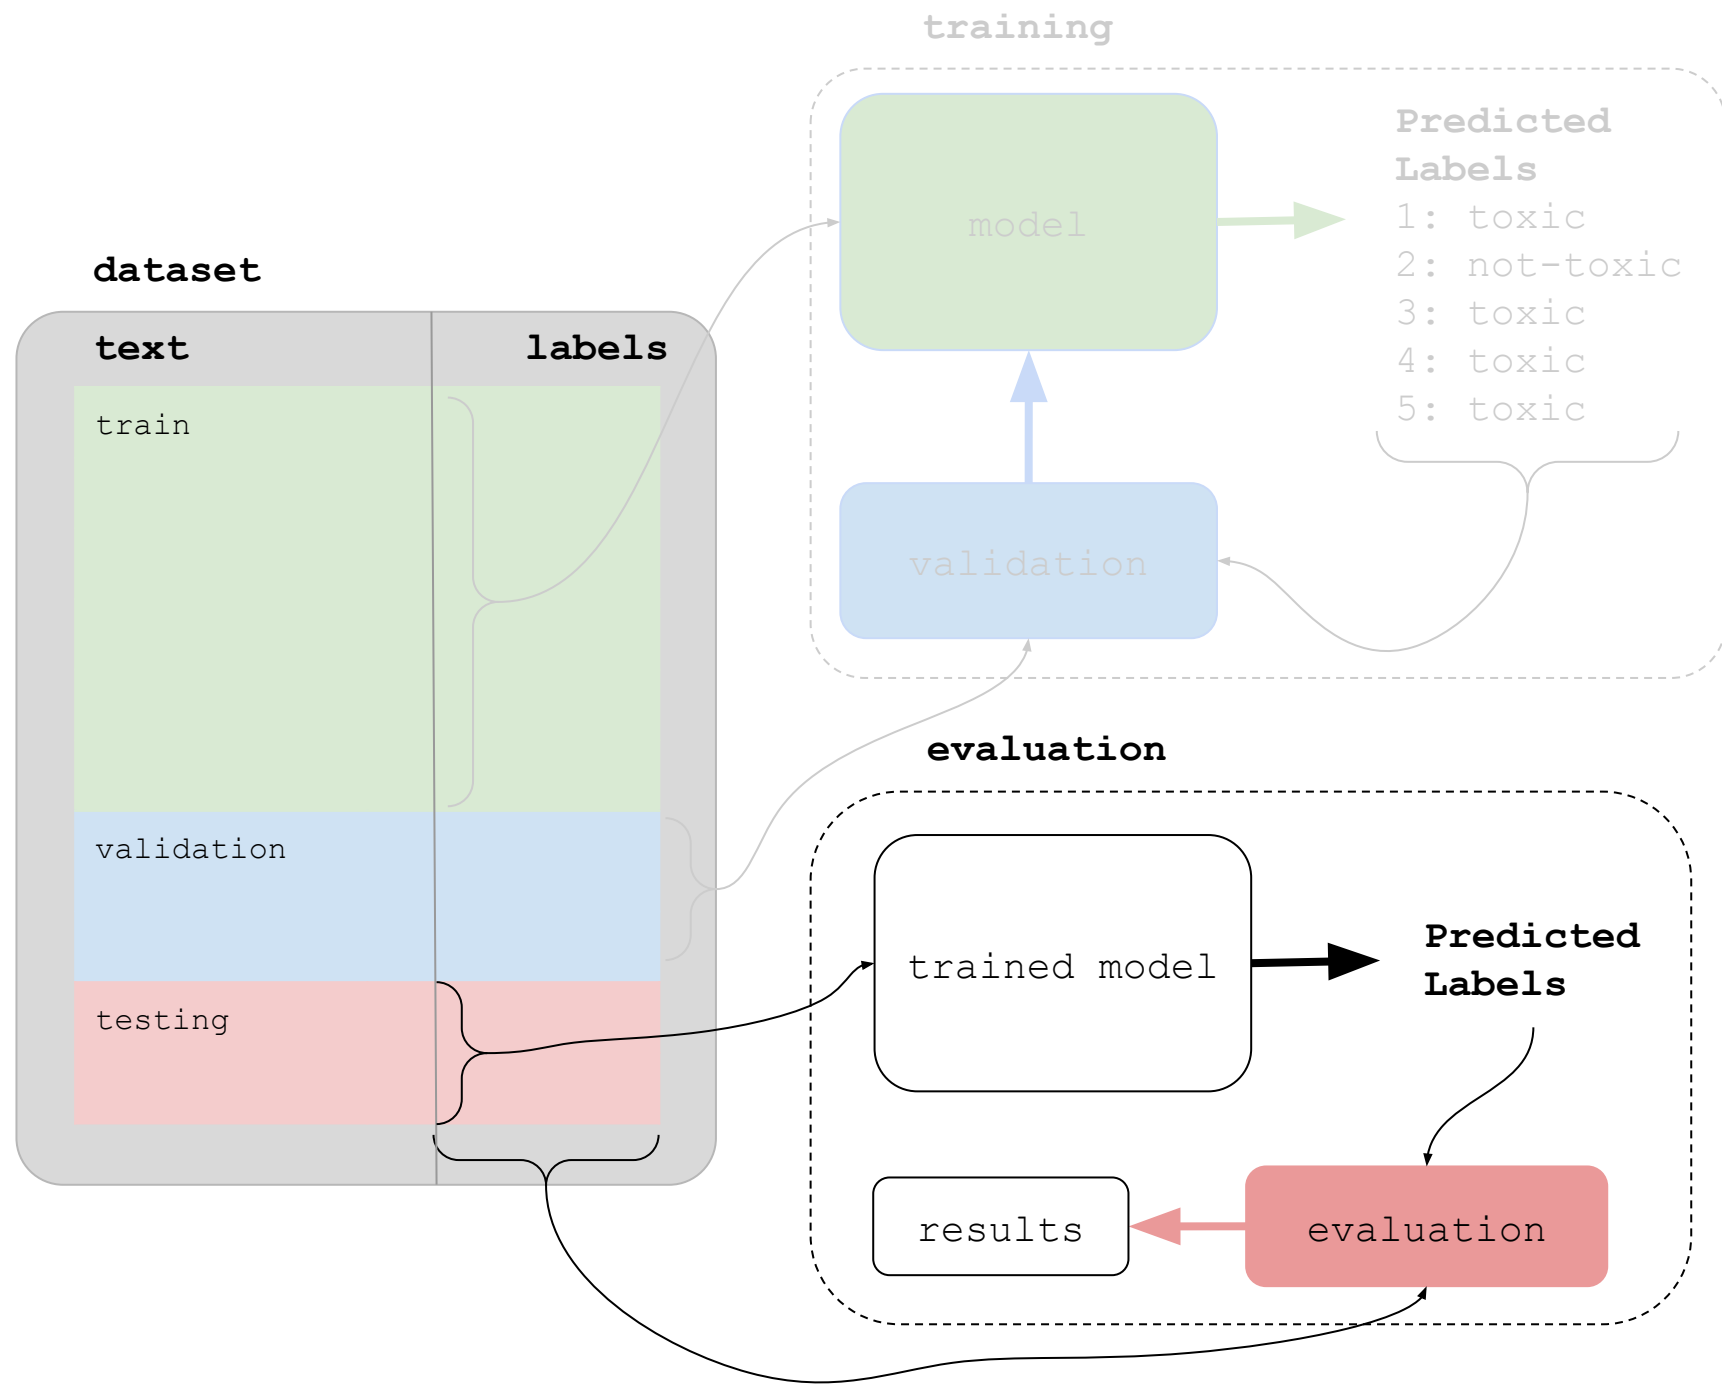 training
Predicted
Labels
1: toxic
2: not-toxic
3: toxic
4: toxic
5: toxic
model
validation
dataset
text labels
train
validation
testing
evaluation
trained model
Predicted
Labels
results
evaluation